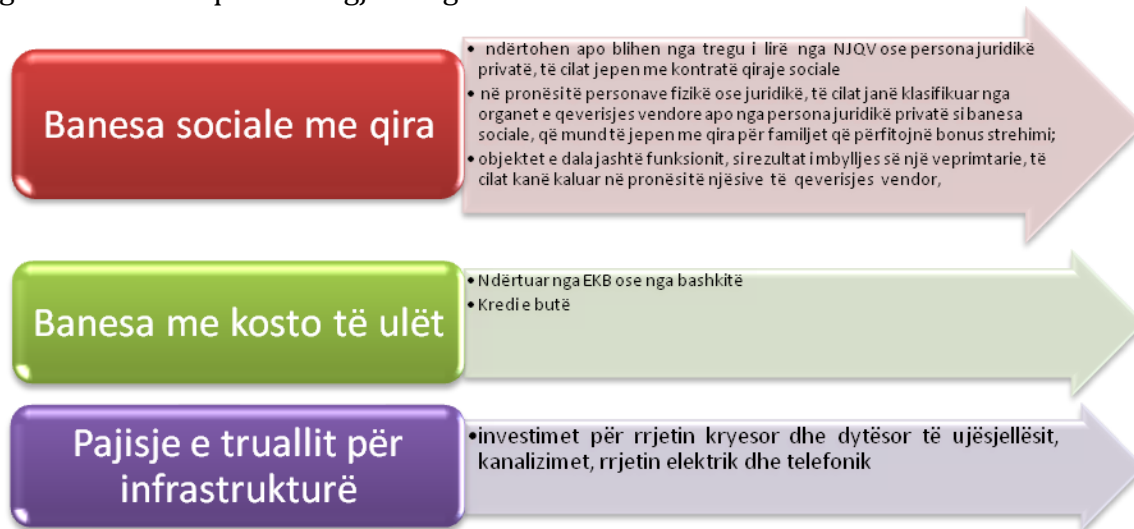 Banesa sociale me qira
• ndërtohen apo blihen nga tregu i lirë nga NJQV ose persona juridikë
privatë, të cilat jepen me kontratë qiraje sociale
• në pronësi të personave fizikë ose juridikë, të cilat janë klasifikuar nga
organet e qeverisjes vendore apo nga persona juridikë privatë si banesa
sociale, që mund të jepen me qira për familjet që përfitojnë bonus strehimi;
• objektet e dala jashtë funksionit, si rezultat i mbylljes së një veprimtarie, të
cilat kanë kaluar në pronësi të njësive të qeverisjes vendor,
Banesa me kosto të ulët
• Ndërtuar nga EKB ose nga bashkitë
• Kredi e butë
Pajisje e truallit për
infrastrukturë
• investimet për rrjetin kryesor dhe dytësor të ujësjellësit,
kanalizimet, rrjetin elektrik dhe telefonik